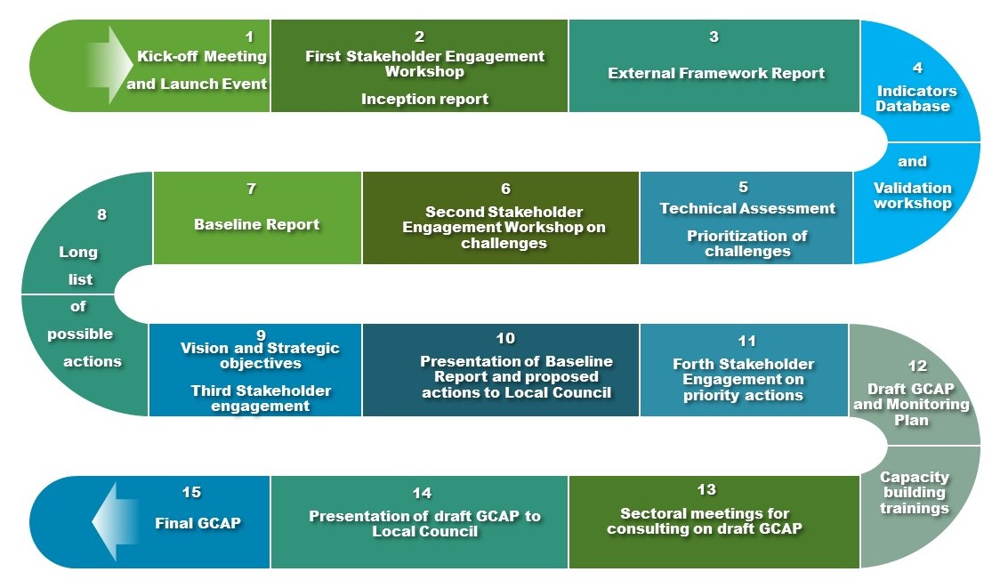 1
Kick-off Meeting
and Launch Event
2
First Stakeholder Engagement
Workshop
Inception report
3
External Framework Report
4
Indicators
Database
and
Validation
workshop
5
Technical Assessment
Prioritization of
challenges
6
Second Stakeholder
Engagement Workshop on
challenges
7
Baseline Report
8
Long
list
of
possible
actions
9
Vision and Strategic
objectives
Third Stakeholder
engagement
10
Presentation of Baseline
Report and proposed
actions to Local Council
11
Forth Stakeholder
Engagement on
priority actions
12
Draft GCAP
and Monitoring
Plan
Capacity
building
trainings
13
Sectoral meetings for
consulting on draft GCAP
14
Presentation of draft GCAP to
Local Council
15
Final GCAP